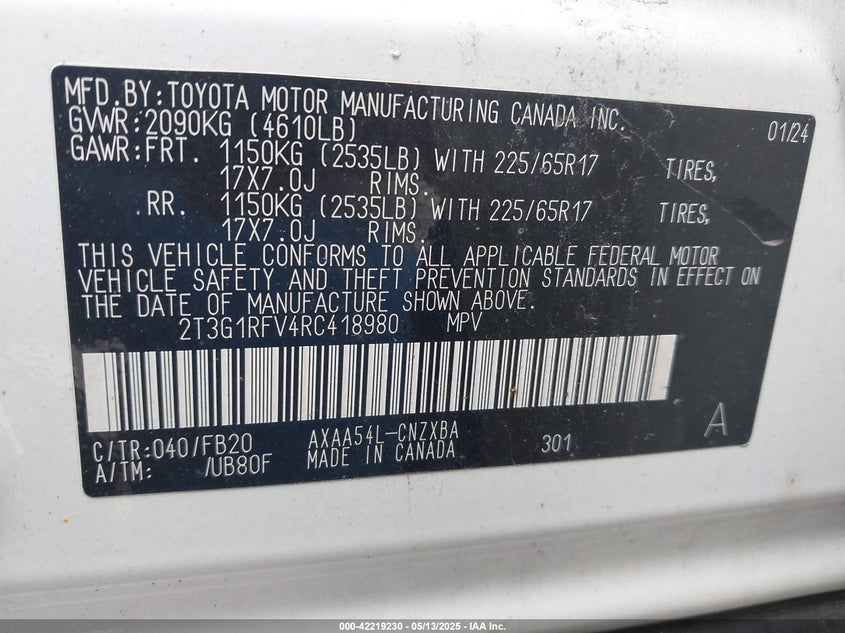 MFD.BY:TOYOTA MOTOR MANUFACTURING CANADA INC. 01/24
GVWR:2090KG (4610LB)
GAWR:FRT. 1150KG (2535LB) WITH 225/65R17 TIRES,
17X7.0J RIMS.
RR. 1150KG (2535LB) WITH 225/65R17 TIRES,
17X7.0J RIMS.
THIS VEHICLE CONFORMS TO ALL APPLICABLE FEDERAL MOTOR
VEHICLE SAFETY AND THEFT PREVENTION STANDARDS IN EFFECT ON
THE DATE OF MANUFACTURE SHOWN ABOVE.
2T3G1RFV4RC418980 MPV
C/TR:040/FB20 AXAA54L-CNZXBA 301 A
A/TM: /UB80F MADE IN CANADA
000-42219230 - 05/13/2025 - IAA Inc.